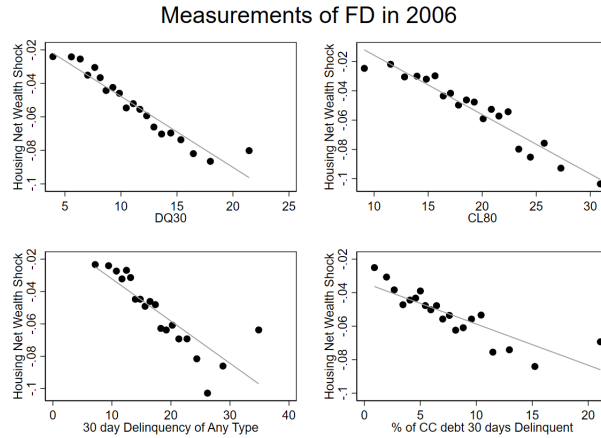 Measurements of FD in 2006
Housing Net Wealth Shock
-.02
-.04
-.06
-.08
-.1
5 10 15 20 25
DQ30
Housing Net Wealth Shock
-.02
-.04
-.06
-.08
-.1
10 15 20 25 30
CL80
Housing Net Wealth Shock
-.02
-.04
-.06
-.08
-.1
0 10 20 30 40
30 day Delinquency of Any Type
Housing Net Wealth Shock
-.02
-.04
-.06
-.08
-.1
0 5 10 15 20
% of CC debt 30 days Delinquent